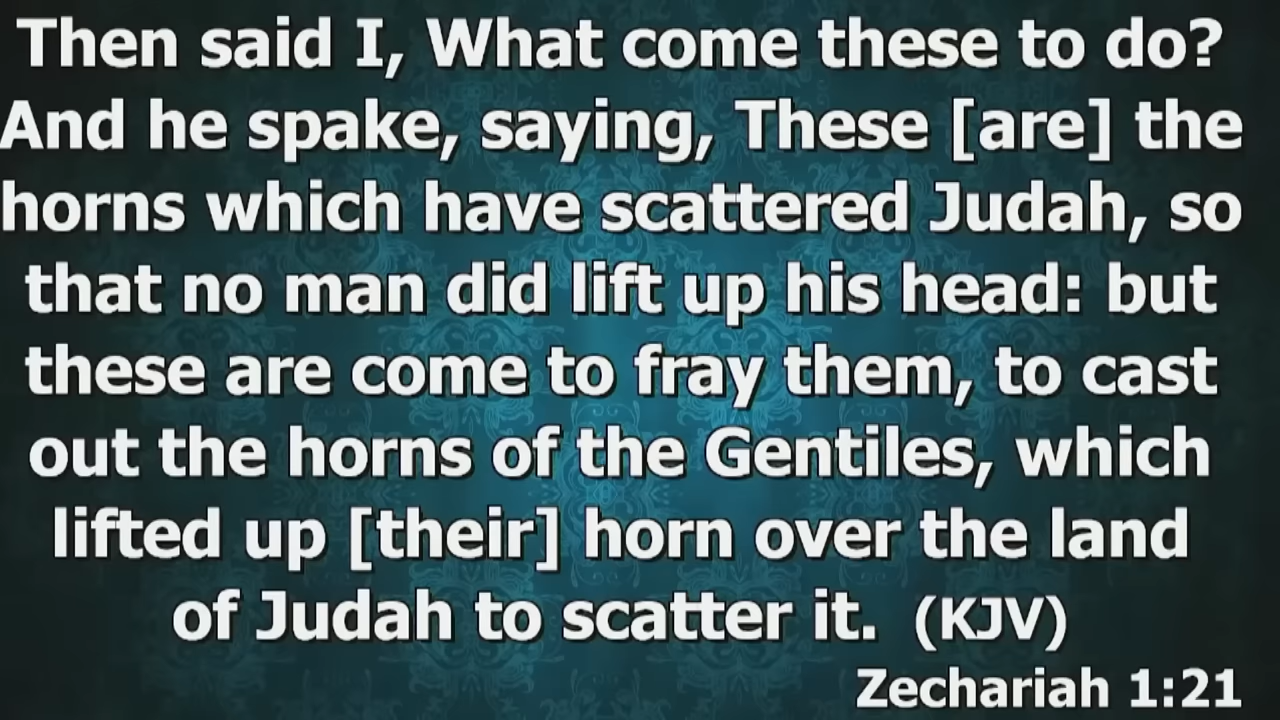 Then said I, What come these to do?
And he spake, saying, These [are] the
horns which have scattered Judah, so
that no man did lift up his head: but
these are come to fray them, to cast
out the horns of the Gentiles, which
lifted up [their] horn over the land
of Judah to scatter it. (KJV)
Zechariah 1:21